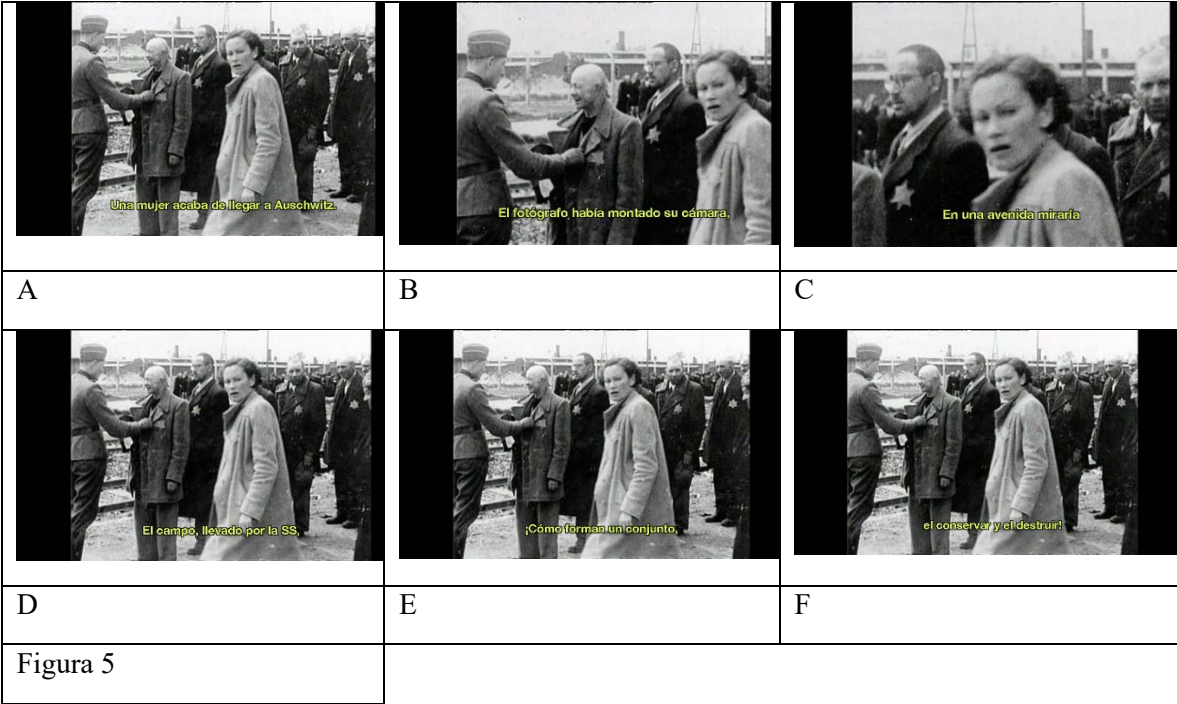 Una mujer acaba de llegar a Auschwitz.
El fotógrafo había montado su cámara,
En una avenida miraría
A
B
C
El campo, llevado por la SS,
¡Cómo forman un conjunto,
el conservar y el destruir!
D
E
F
Figura 5